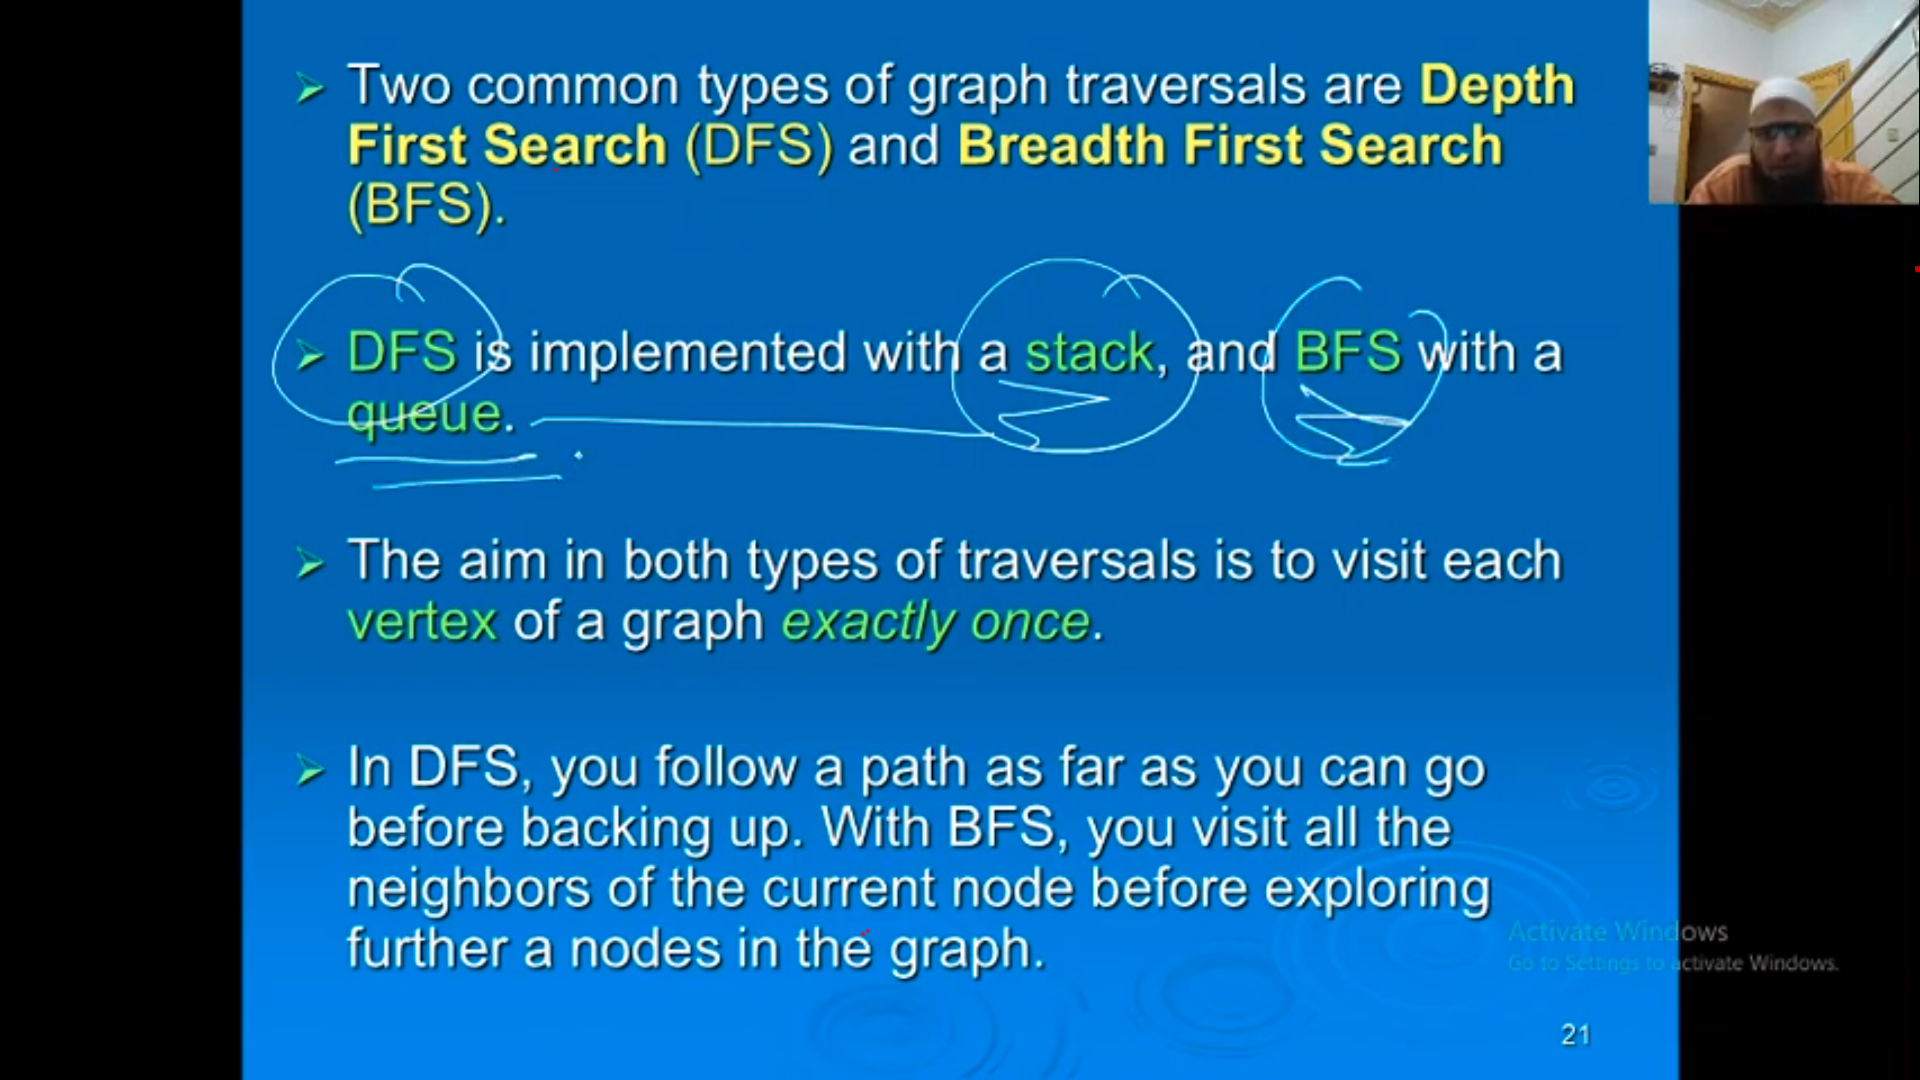 Two common types of graph traversals are Depth
First Search (DFS) and Breadth First Search
(BFS).
DFS is implemented with a stack, and BFS with a
queue.
The aim in both types of traversals is to visit each
vertex of a graph exactly once.
In DFS, you follow a path as far as you can go
before backing up. With BFS, you visit all the
neighbors of the current node before exploring
further a nodes in the graph.
Activate Windows
Go to Settings to activate Windows.
21